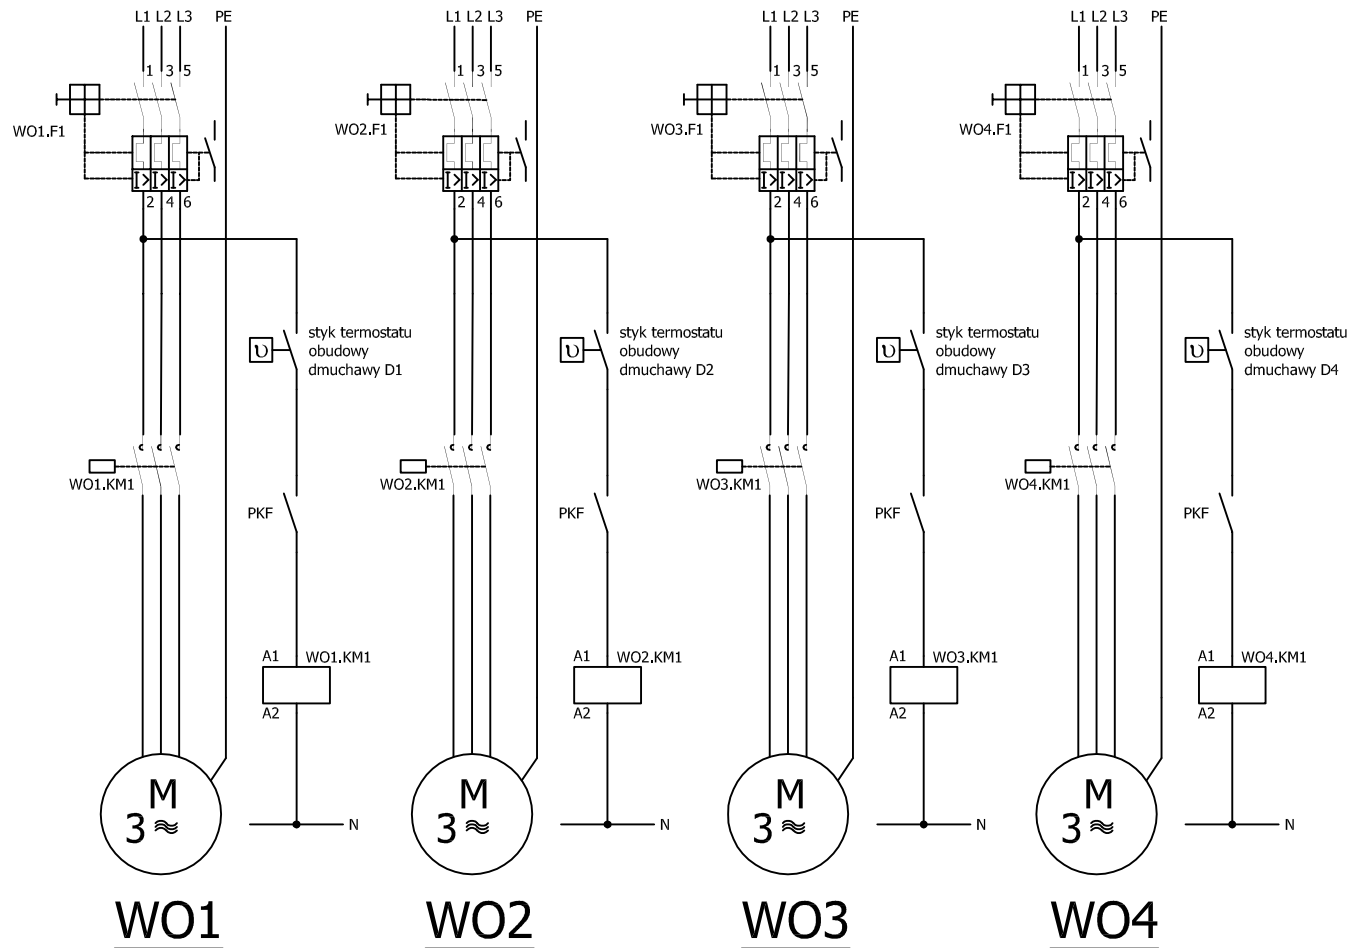 L1 L2 L3 PE
1 3 5
WO1.F1
I> I> I>
2 4 6
styk termostatu
obudowy
dmuchawy D1
WO1.KM1
PKF
A1 WO1.KM1
A2
M
3
N
WO1
L1 L2 L3 PE
1 3 5
WO2.F1
I> I> I>
2 4 6
styk termostatu
obudowy
dmuchawy D2
WO2.KM1
PKF
A1 WO2.KM1
A2
M
3
N
WO2
L1 L2 L3 PE
1 3 5
WO3.F1
I> I> I>
2 4 6
styk termostatu
obudowy
dmuchawy D3
WO3.KM1
PKF
A1 WO3.KM1
A2
M
3
N
WO3
L1 L2 L3 PE
1 3 5
WO4.F1
I> I> I>
2 4 6
styk termostatu
obudowy
dmuchawy D4
WO4.KM1
PKF
A1 WO4.KM1
A2
M
3
N
WO4